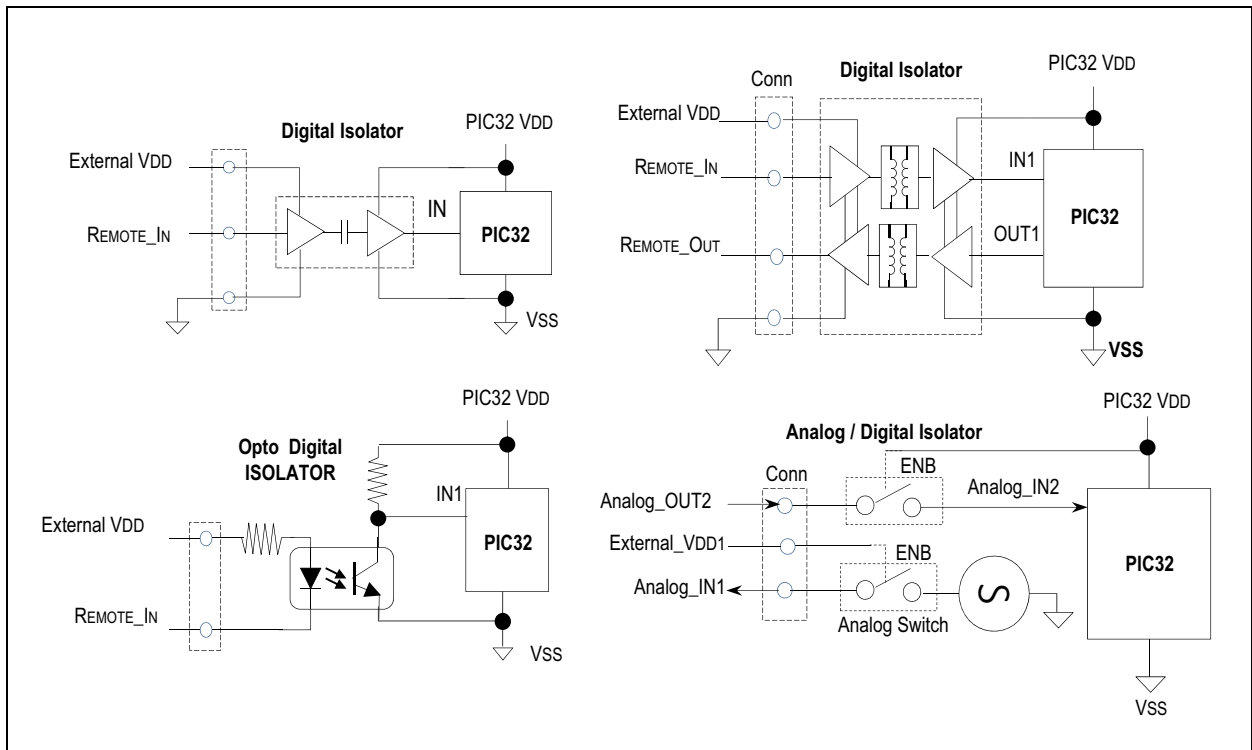 Digital Isolator
PIC32 VDD
External VDD
REMOTE_IN
IN
PIC32
VSS
Conn
Digital Isolator
PIC32 VDD
External VDD
REMOTE_IN
IN1
PIC32
REMOTE_OUT
OUT1
VSS
Opto Digital
ISOLATOR
PIC32 VDD
IN1
External VDD
PIC32
REMOTE_IN
VSS
Analog / Digital Isolator
PIC32 VDD
Conn
ENB
Analog_OUT2
Analog_IN2
External_VDD1
ENB
PIC32
Analog_IN1
Analog Switch
S
VSS